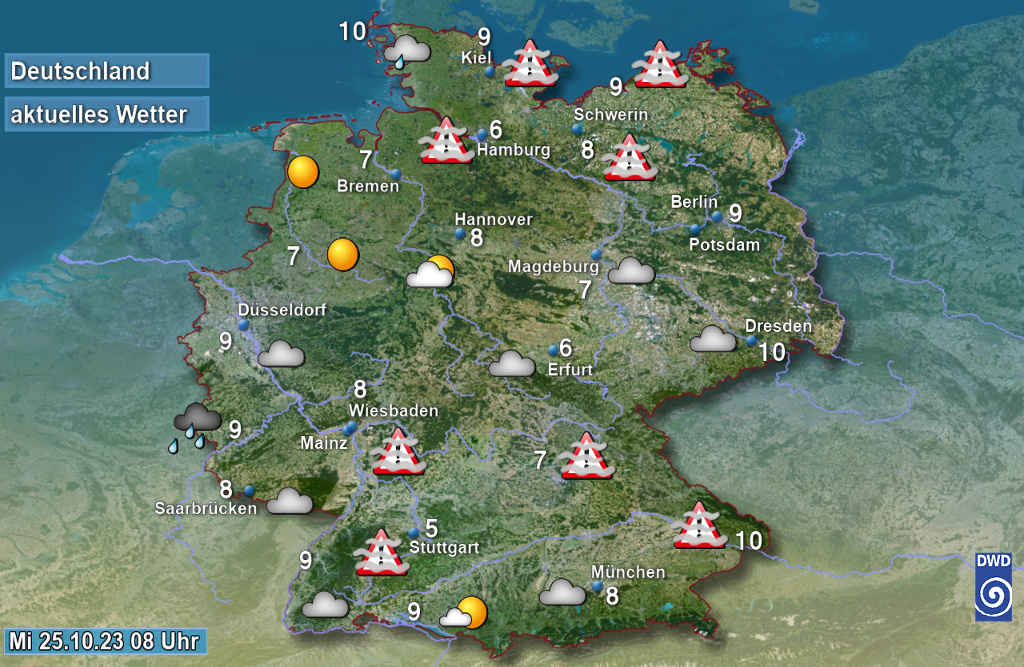 10
9
Kiel
Deutschland
9
aktuelles Wetter
Schwerin
6
Hamburg
8
7
Bremen
Berlin
9
Hannover
8
Potsdam
7
Magdeburg
7
Düsseldorf
9
Dresden
10
6
Erfurt
8
Wiesbaden
9
Mainz
7
8
Saarbrücken
5
Stuttgart
10
9
DWD
München
8
9
Mi 25.10.23 08 Uhr